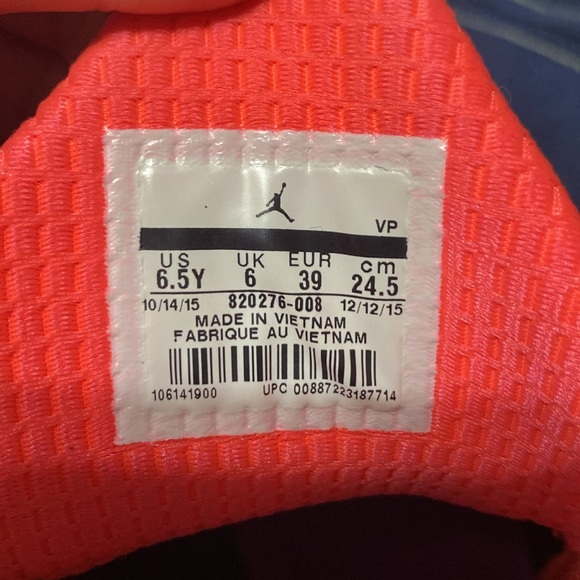 VP
US UK EUR cm
6.5Y 6 39 24.5
10/14/15 820276-008 12/12/15
MADE IN VIETNAM
FABRIQUE AU VIETNAM
106141900 UPC 00887223187714